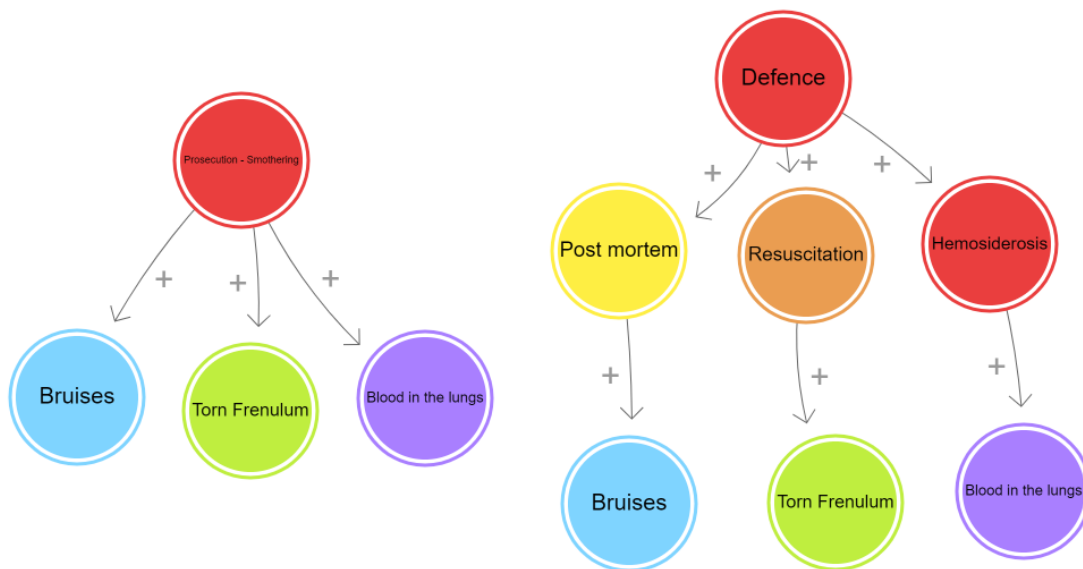 Prosecution - Smothering
+
+
+
Bruises
Torn Frenulum
Blood in the lungs
Defence
+
+
+
Post mortem
Resuscitation
Hemosiderosis
+
+
+
Bruises
Torn Frenulum
Blood in the lungs